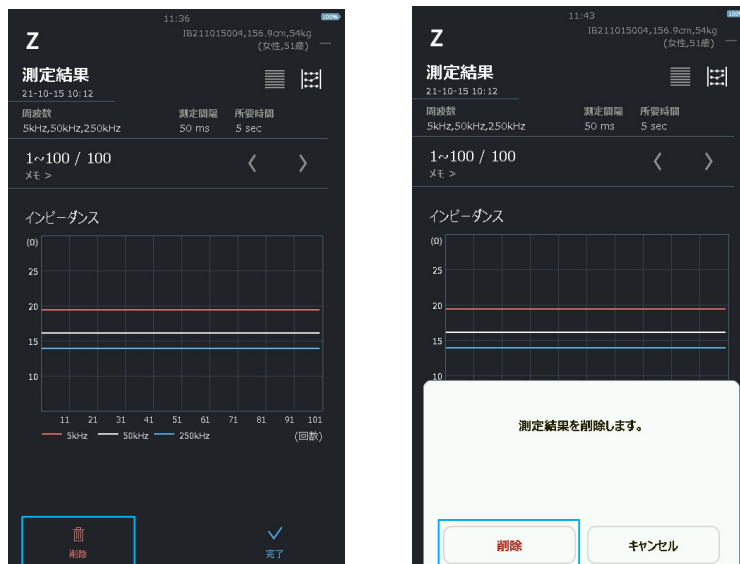 11:36
100%
Z
IB211015004,156.9cm,54kg
(女性,51歳)
測定結果
21-10-15 10:12
周波数
測定間隔
所要時間
5kHz,50kHz,250kHz
50 ms
5 sec
1~100 / 100
メモ >
インピーダンス
(Ω)
25
20
15
10
11 21 31 41 51 61 71 81 91 101
5kHz 50kHz 250kHz
(回数)
削除
完了
11:43
100%
Z
IB211015004,156.9cm,54kg
(女性,51歳)
測定結果
21-10-15 10:12
周波数
測定間隔
所要時間
5kHz,50kHz,250kHz
50 ms
5 sec
1~100 / 100
メモ >
インピーダンス
(Ω)
25
20
15
10
測定結果を削除します。
削除
キャンセル